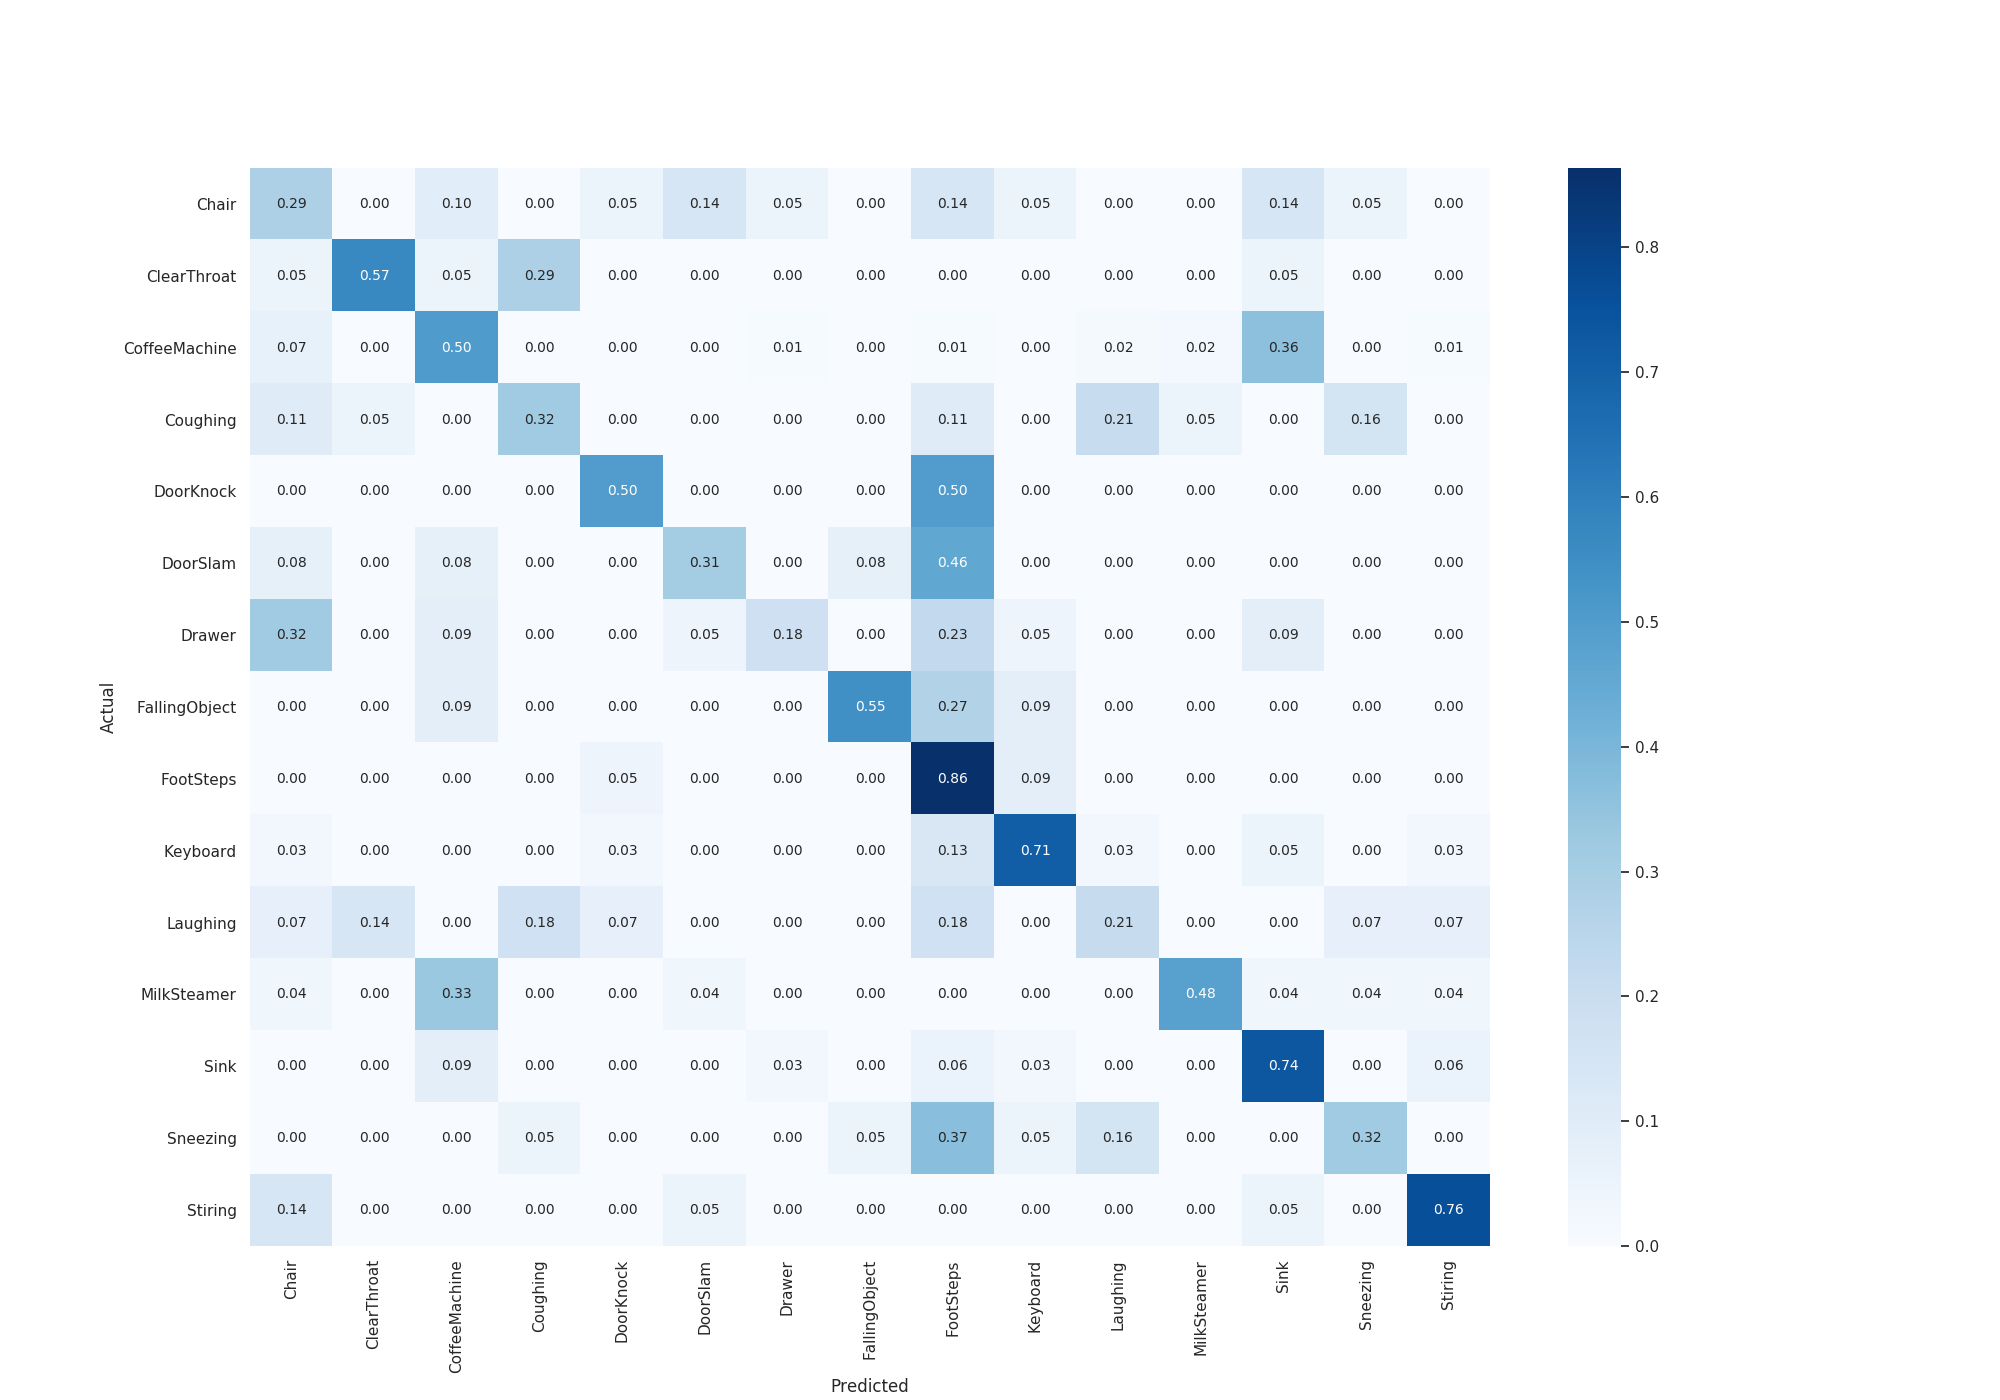 Chair 0.29 0.00 0.10 0.00 0.05 0.14 0.05 0.00 0.14 0.05 0.00 0.00 0.14 0.05 0.00
0.8
ClearThroat 0.05 0.57 0.05 0.29 0.00 0.00 0.00 0.00 0.00 0.00 0.00 0.00 0.05 0.00 0.00
CoffeeMachine 0.07 0.00 0.50 0.00 0.00 0.00 0.01 0.00 0.01 0.00 0.02 0.02 0.36 0.00 0.01
0.7
Coughing 0.11 0.05 0.00 0.32 0.00 0.00 0.00 0.00 0.11 0.00 0.21 0.05 0.00 0.16 0.00
DoorKnock 0.00 0.00 0.00 0.00 0.50 0.00 0.00 0.00 0.50 0.00 0.00 0.00 0.00 0.00 0.00
0.6
DoorSlam 0.08 0.00 0.08 0.00 0.00 0.31 0.00 0.08 0.46 0.00 0.00 0.00 0.00 0.00 0.00
0.5
Drawer 0.32 0.00 0.09 0.00 0.00 0.05 0.18 0.00 0.23 0.05 0.00 0.00 0.09 0.00 0.00
Actual
FallingObject 0.00 0.00 0.09 0.00 0.00 0.00 0.00 0.55 0.27 0.09 0.00 0.00 0.00 0.00 0.00
0.4
FootSteps 0.00 0.00 0.00 0.00 0.05 0.00 0.00 0.00 0.86 0.09 0.00 0.00 0.00 0.00 0.00
Keyboard 0.03 0.00 0.00 0.00 0.03 0.00 0.00 0.00 0.13 0.71 0.03 0.00 0.05 0.00 0.03
0.3
Laughing 0.07 0.14 0.00 0.18 0.07 0.00 0.00 0.00 0.18 0.00 0.21 0.00 0.00 0.07 0.07
0.2
MilkSteamer 0.04 0.00 0.33 0.00 0.00 0.04 0.00 0.00 0.00 0.00 0.00 0.48 0.04 0.04 0.04
Sink 0.00 0.00 0.09 0.00 0.00 0.00 0.03 0.00 0.06 0.03 0.00 0.00 0.74 0.00 0.06
0.1
Sneezing 0.00 0.00 0.00 0.05 0.00 0.00 0.00 0.05 0.37 0.05 0.16 0.00 0.00 0.32 0.00
Stiring 0.14 0.00 0.00 0.00 0.00 0.05 0.00 0.00 0.00 0.00 0.00 0.00 0.05 0.00 0.76
0.0
Chair ClearThroat CoffeeMachine Coughing DoorKnock DoorSlam Drawer FallingObject FootSteps Keyboard Laughing MilkSteamer Sink Sneezing Stiring
Predicted